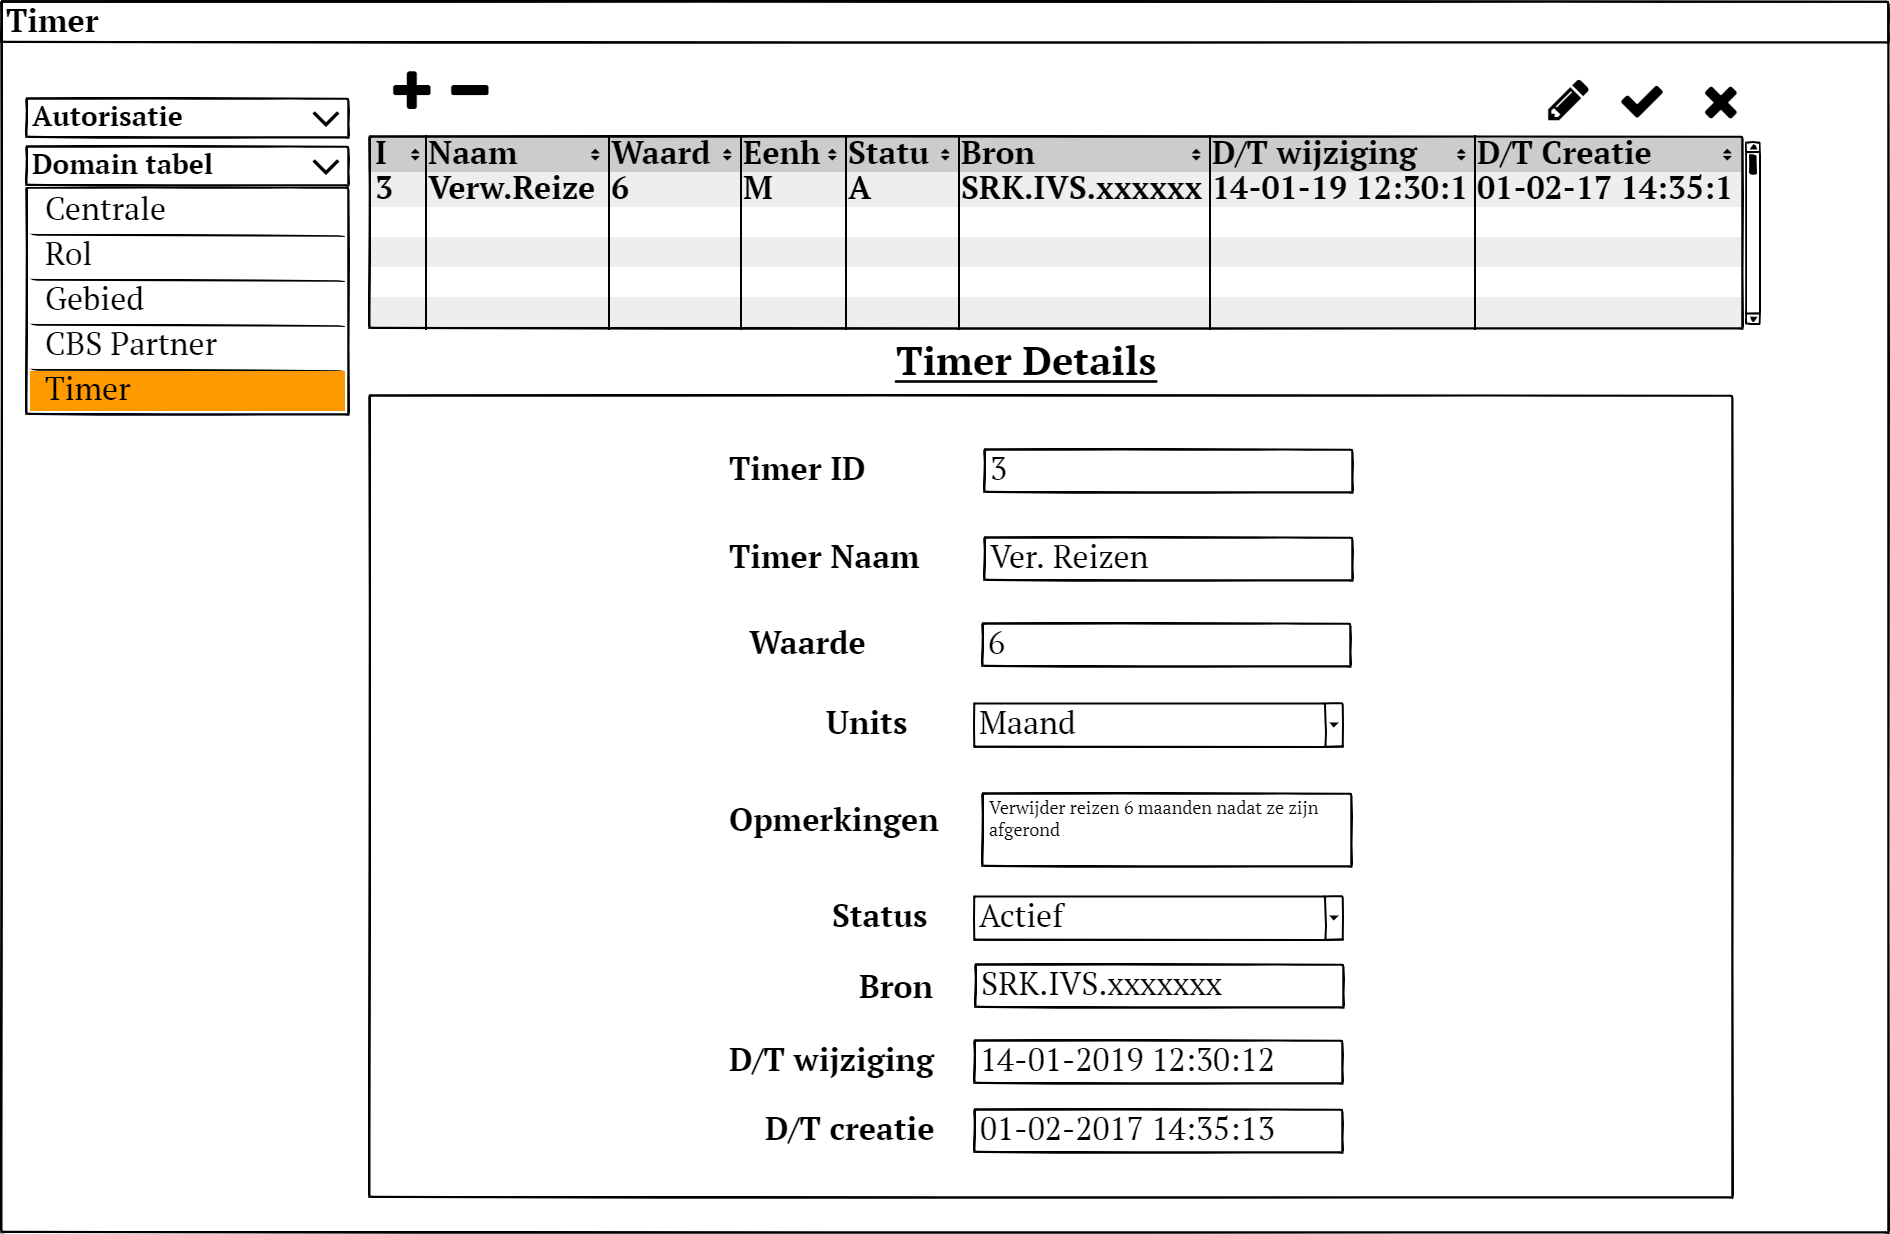 Timer
Autorisatie
Domain tabel
Centrale
Rol
Gebied
CBS Partner
Timer
I Naam Waard Eenh Statu Bron D/T wijziging D/T Creatie
3 Verw.Reize 6 M A SRK.IVS.xxxxxx 14-01-19 12:30:1 01-02-17 14:35:1
Timer Details
Timer ID 3
Timer Naam Ver. Reizen
Waarde 6
Units Maand
Opmerkingen Verwijder reizen 6 maanden nadat ze zijn
afgerond
Status Actief
Bron SRK.IVS.xxxxxxx
D/T wijziging 14-01-2019 12:30:12
D/T creatie 01-02-2017 14:35:13